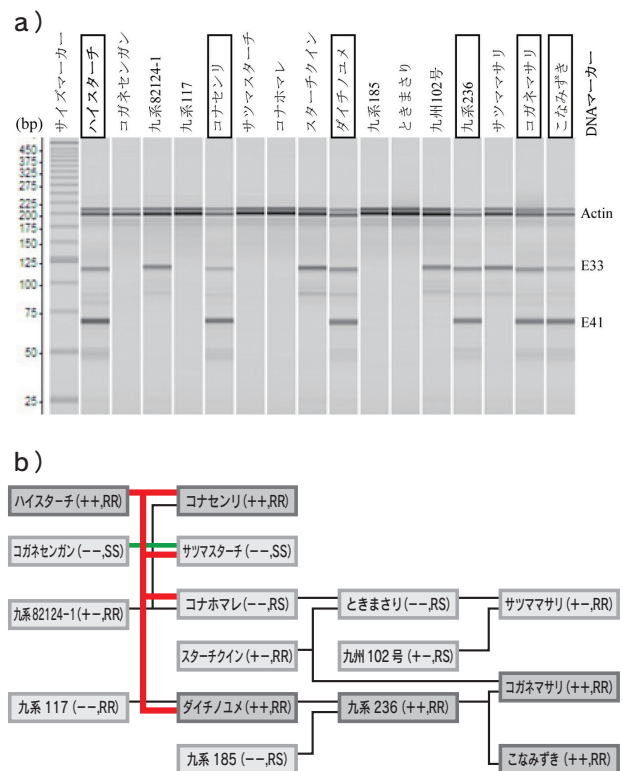 a)
(bp)
サイズマーカー
ハイスターチ
コガネセンガン
九系82124-1
九系117
コナセンリ
サツマスターチ
コナホマレ
スタークイン
ダイチノユメ
九系185
ときまさり
九州102号
九系236
サツママサリ
コガネマサリ
こなみずき
DNAマーカー
450
375
325
275
225
200
175
150
125
100
75
50
25
Actin
E33
E41
b)
ハイスターチ(++,RR)
コナセンリ(++,RR)
コガネセンガン(−−,SS)
サツマスターチ(−−,SS)
九系82124-1(+−,RR)
コナホマレ(−−,RS)
ときまさり(−−,RS)
サツママサリ(+−,RR)
スタークイン(+−,RR)
九州102号(+−,RS)
コガネマサリ(++,RR)
九系117(−−,RR)
ダイチノユメ(++,RR)
九系236(++,RR)
九系185(−−,RS)
こなみずき(++,RR)